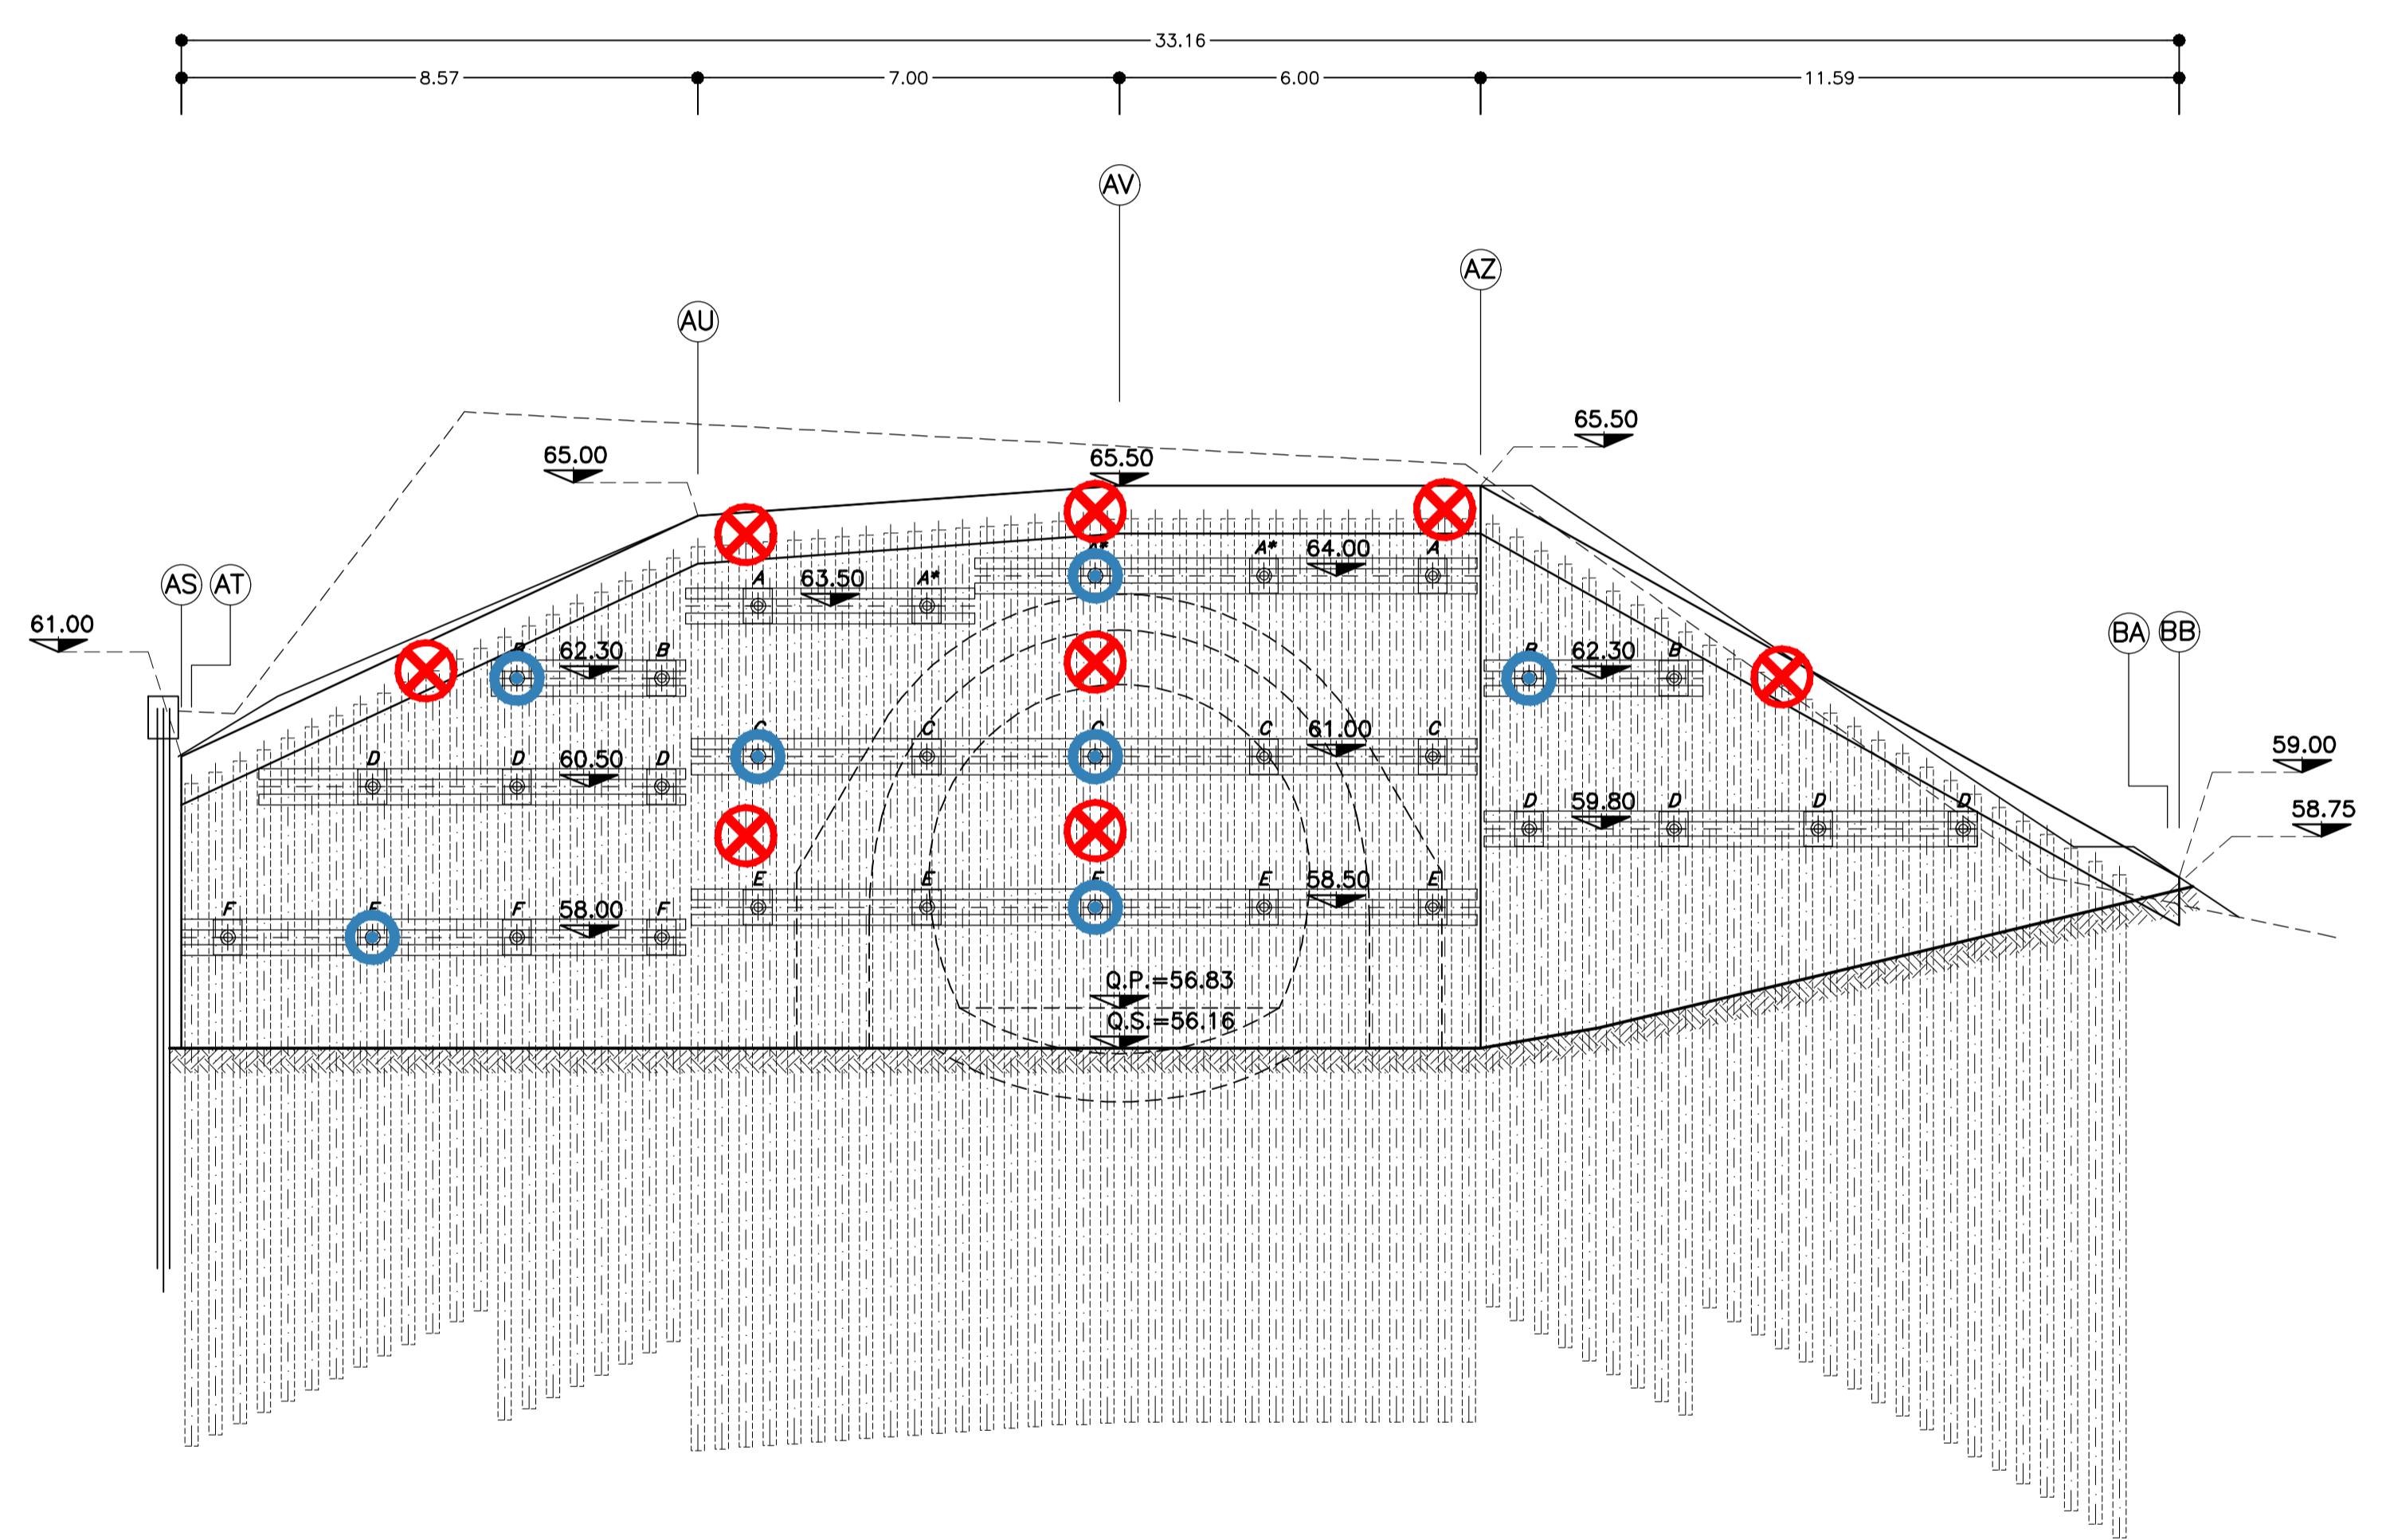 33.16
8.57 7.00 6.00 11.59
AV
AZ
AU
65.50
65.00 65.50
A* A* 64.00 A
AS AT
A 63.50 A*
61.00
B 62.30 B B 62.30 B
BA BB
C C C C 61.00 C
D D 60.50 D
59.00
D 59.80 D D D
58.75
E E E E 58.50 E
F F F 58.00 F
Q.P.=56.83
Q.S.=56.16